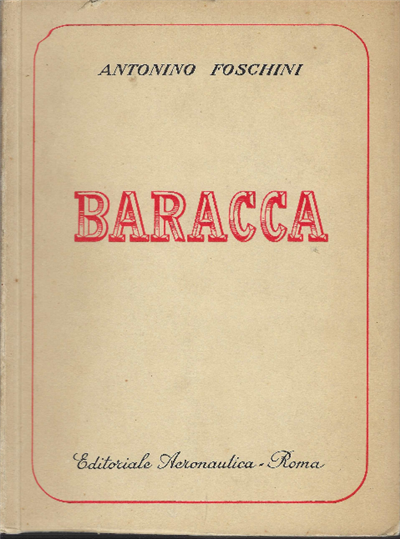 ANTONINO FOSCHINI
BARACCA
Editoriale Aeronautica - Roma